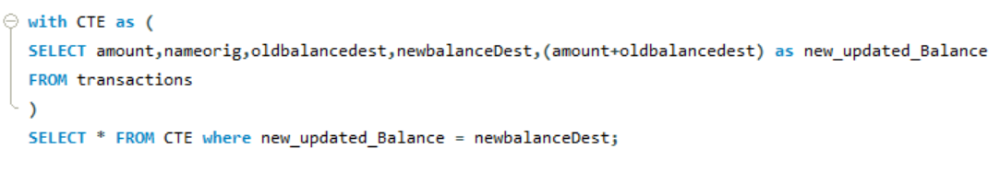 with CTE as (
SELECT amount,nameorig,oldbalancedest,newbalanceDest,(amount+oldbalancedest) as new_updated_Balance
FROM transactions
)
SELECT * FROM CTE where new_updated_Balance = newbalanceDest;